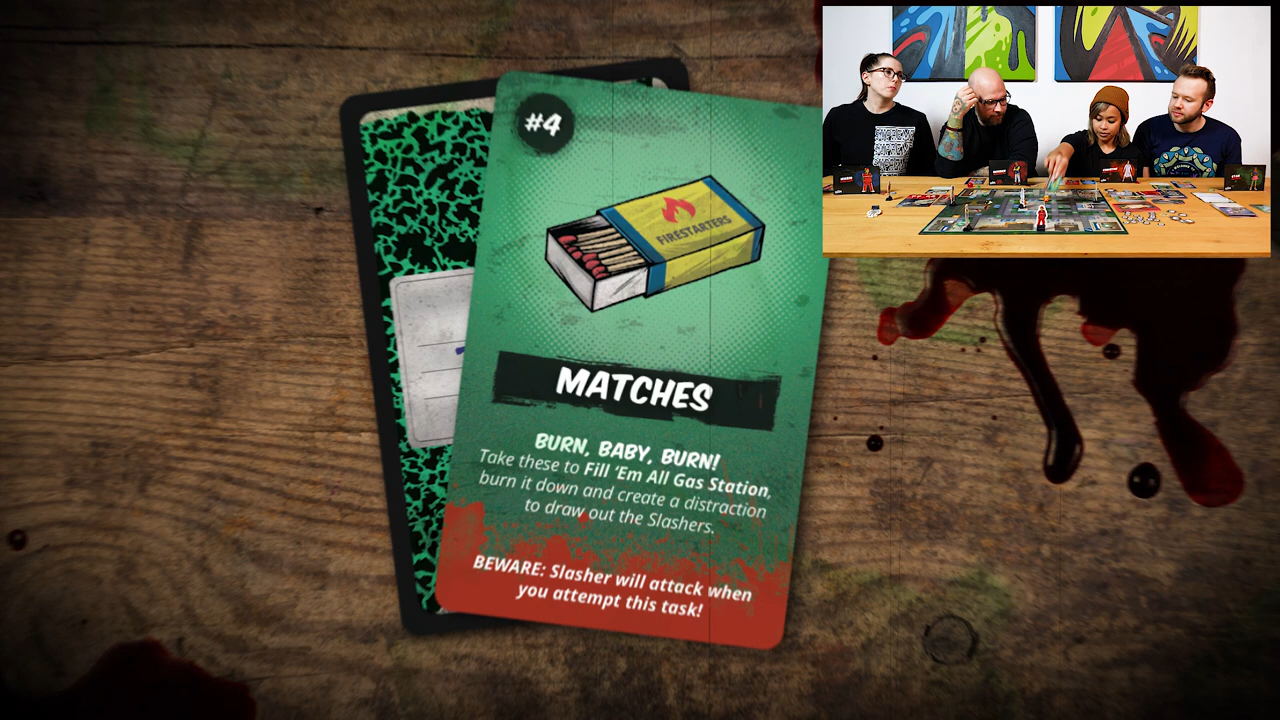 #4
FIRESTARTERS
MATCHES
BURN, BABY, BURN!
Take these to Fill 'Em All Gas Station,
burn it down and create a distraction
to draw out the Slashers.
BEWARE: Slasher will attack when
you attempt this task!